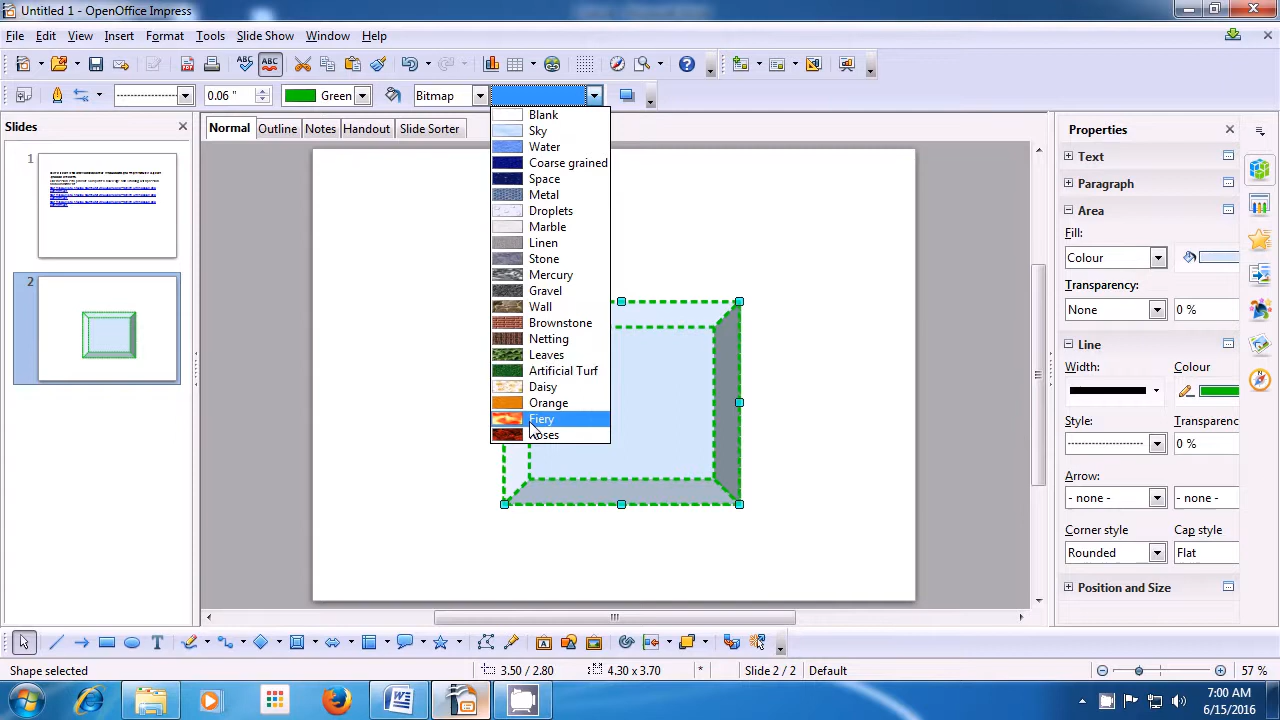 Untitled 1 - OpenOffice Impress
File Edit View Insert Format Tools Slide Show Window Help
ABC
0.06 " Green Bitmap
Slides
Normal Outline Notes Handout Slide Sorter
Properties
1
2
Blank
Sky
Water
Coarse grained
Space
Metal
Droplets
Marble
Linen
Stone
Mercury
Gravel
Wall
Brownstone
Netting
Leaves
Artificial Turf
Daisy
Orange
Fiery
Text
Paragraph
Area
Fill:
Colour
Transparency:
None 0 %
Line
Width: Color:
Style: Transparenc
0 %
Arrow:
- none - - none -
Corner style Cap style
Rounded Flat
Position and Size
Shape selected 3.50 / 2.80 4.30 x 3.70 * Slide 2 / 2 Default 57 %
7:00 AM
6/15/2016